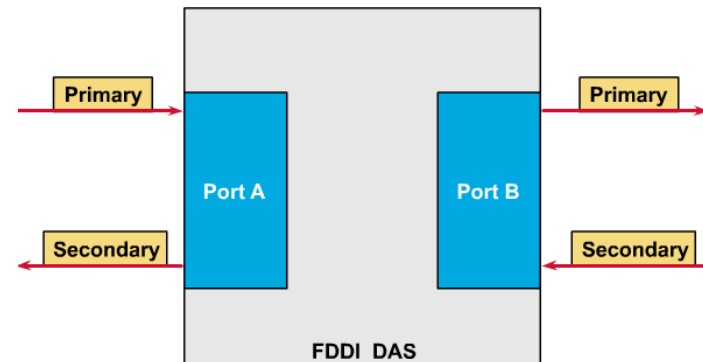 Primary
Primary
Port A
Port B
Secondary
Secondary
FDDI DAS